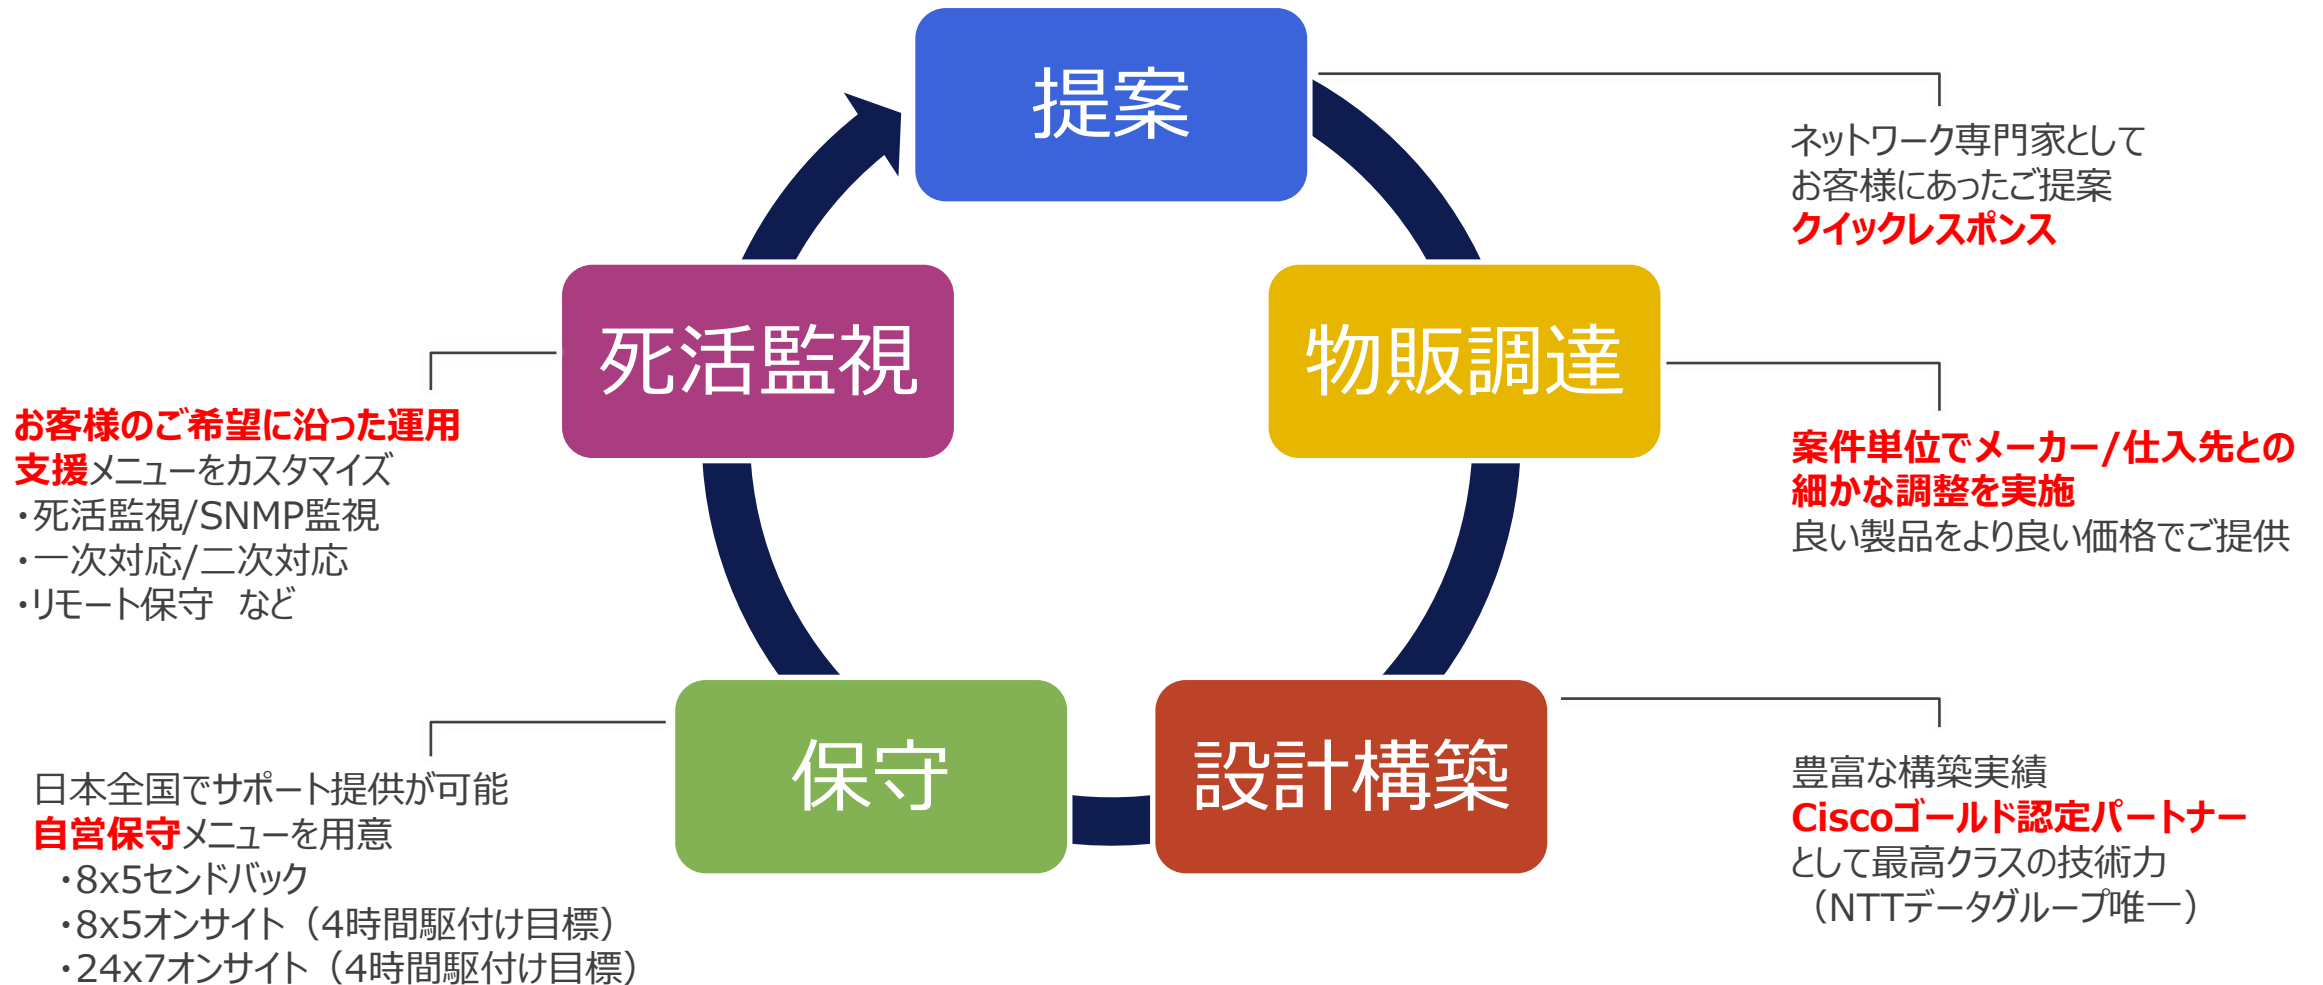 提案
ネットワーク専門家として
お客様にあったご提案
クイックレスポンス
物販調達
案件単位でメーカー/仕入先との
細かな調整を実施
良い製品をより良い価格でご提供
設計構築
豊富な構築実績
Ciscoゴールド認定パートナー
として最高クラスの技術力
（NTTデータグループ唯一）
保守
日本全国でサポート提供が可能
自営保守メニューを用意
・8x5センドバック
・8x5オンサイト（4時間駆付け目標）
・24x7オンサイト（4時間駆付け目標）
死活監視
お客様のご希望に沿った運用
支援メニューをカスタマイズ
・死活監視/SNMP監視
・一次対応/二次対応
・リモート保守　など